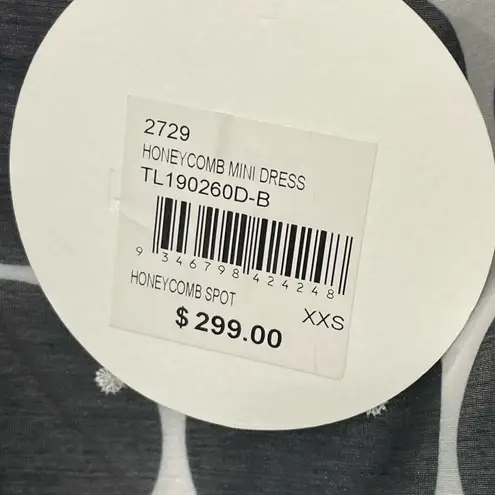 2729
HONEYCOMB MINI DRESS
TL190260D-B
9 346798 424248
HONEYCOMB SPOT
XXS
$299.00